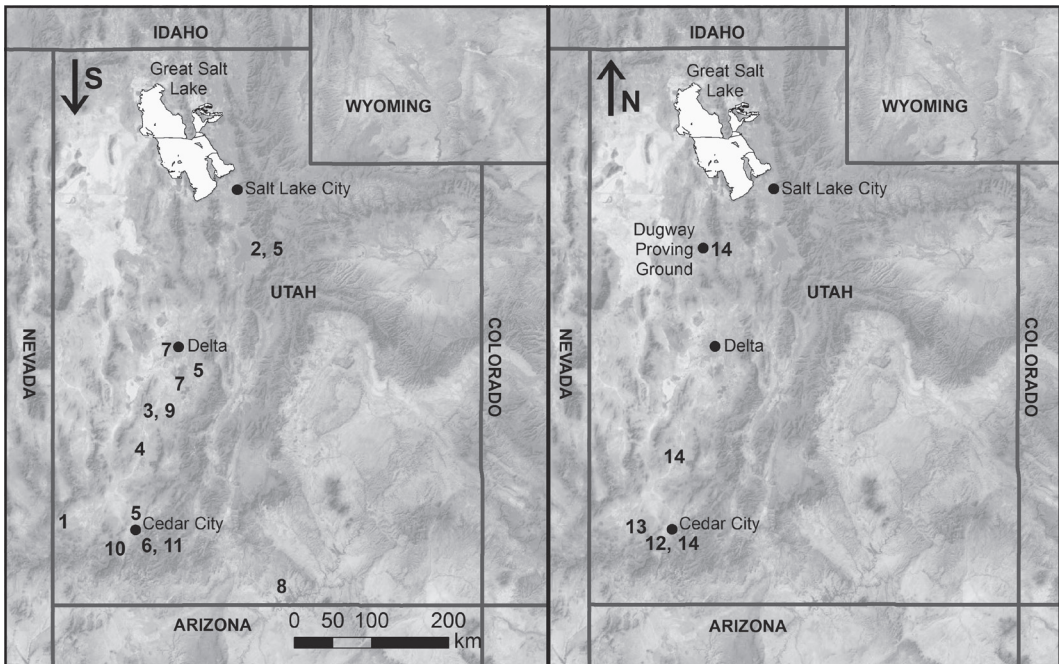 IDAHO
S
Great Salt
Lake
WYOMING
Salt Lake City
2, 5
UTAH
NEVADA
COLORADO
7
Delta
5
7
3, 9
4
1
5
Cedar City
10
6, 11
8
ARIZONA
0 50 100 200
km
IDAHO
N
Great Salt
Lake
WYOMING
Salt Lake City
Dugway
Proving
Ground
14
UTAH
NEVADA
COLORADO
Delta
14
13
Cedar City
12, 14
ARIZONA